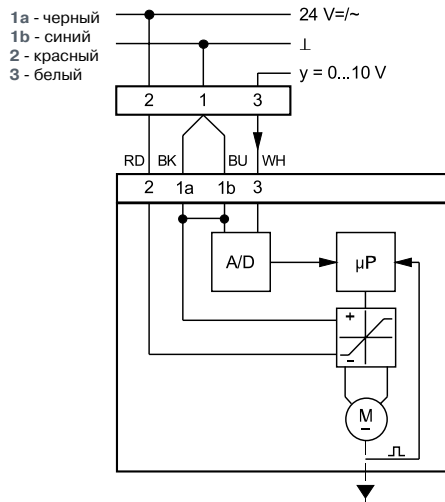 1a - черный
1b - синий
2 - красный
3 - белый
24 V=/~
⊥
y = 0...10 V
2 1 3
RD BK BU WH
2 1a 1b 3
A/D
µP
+
–
M